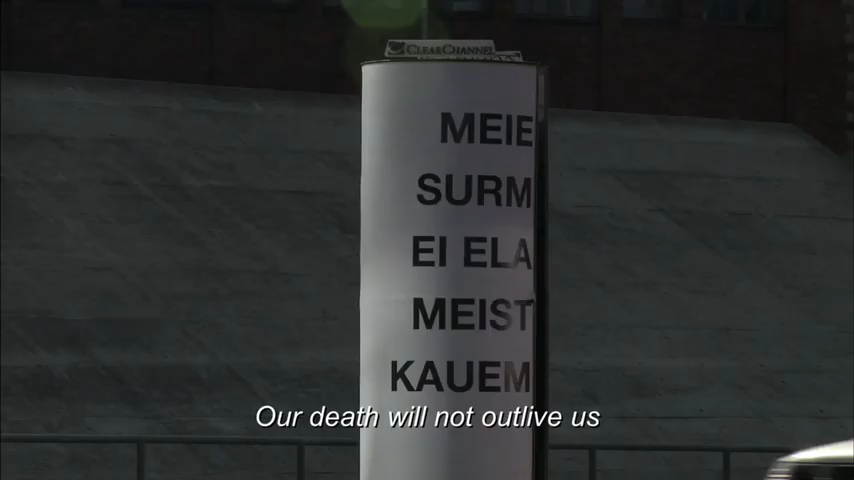 CLEARCHANNEL
MEIE
SURM
EI ELA
MEIST
KAUEM
Our death will not outlive us